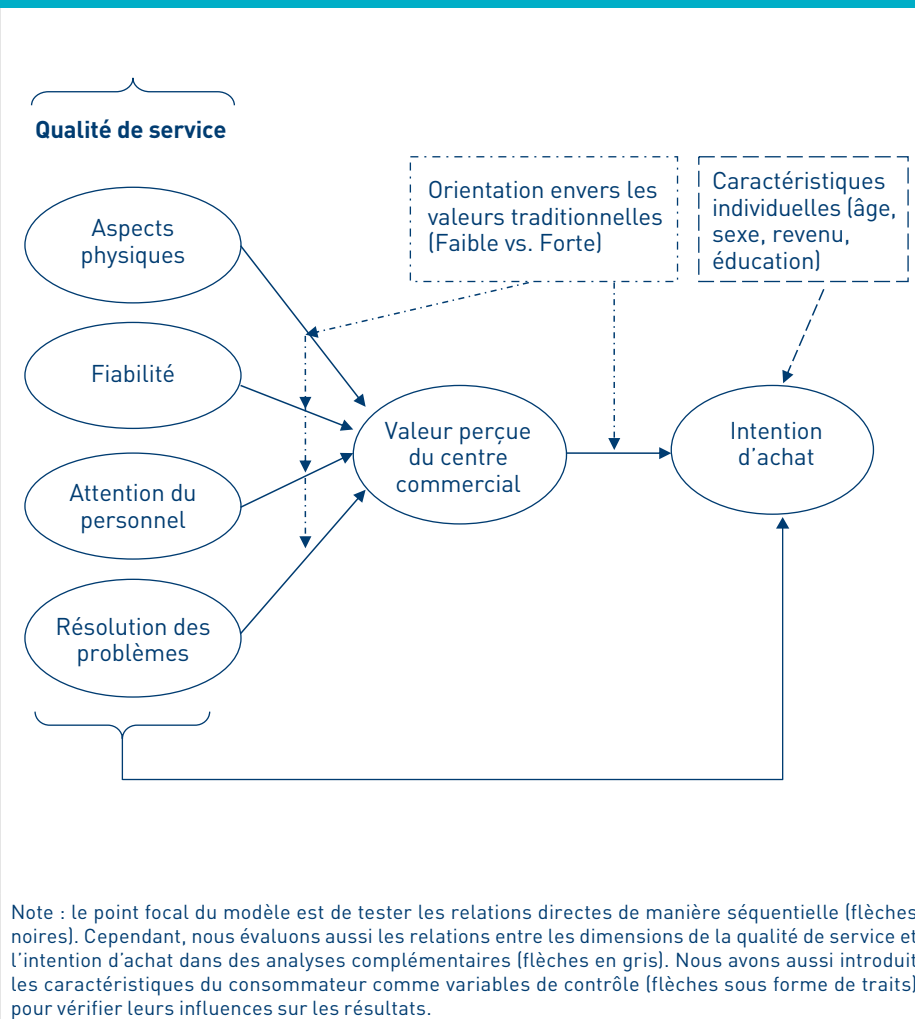 Qualité de service
Aspects
physiques
Fiabilité
Attention du
personnel
Résolution des
problèmes
Orientation envers les
valeurs traditionnelles
(Faible vs. Forte)
Caractéristiques
individuelles (âge,
sexe, revenu,
éducation)
Valeur perçue
du centre
commercial
Intention
d’achat
Note : le point focal du modèle est de tester les relations directes de manière séquentielle (flèches
noires). Cependant, nous évaluons aussi les relations entre les dimensions de la qualité de service et
l’intention d’achat dans des analyses complémentaires (flèches en gris). Nous avons aussi introduit
les caractéristiques du consommateur comme variables de contrôle (flèches sous forme de traits)
pour vérifier leurs influences sur les résultats.